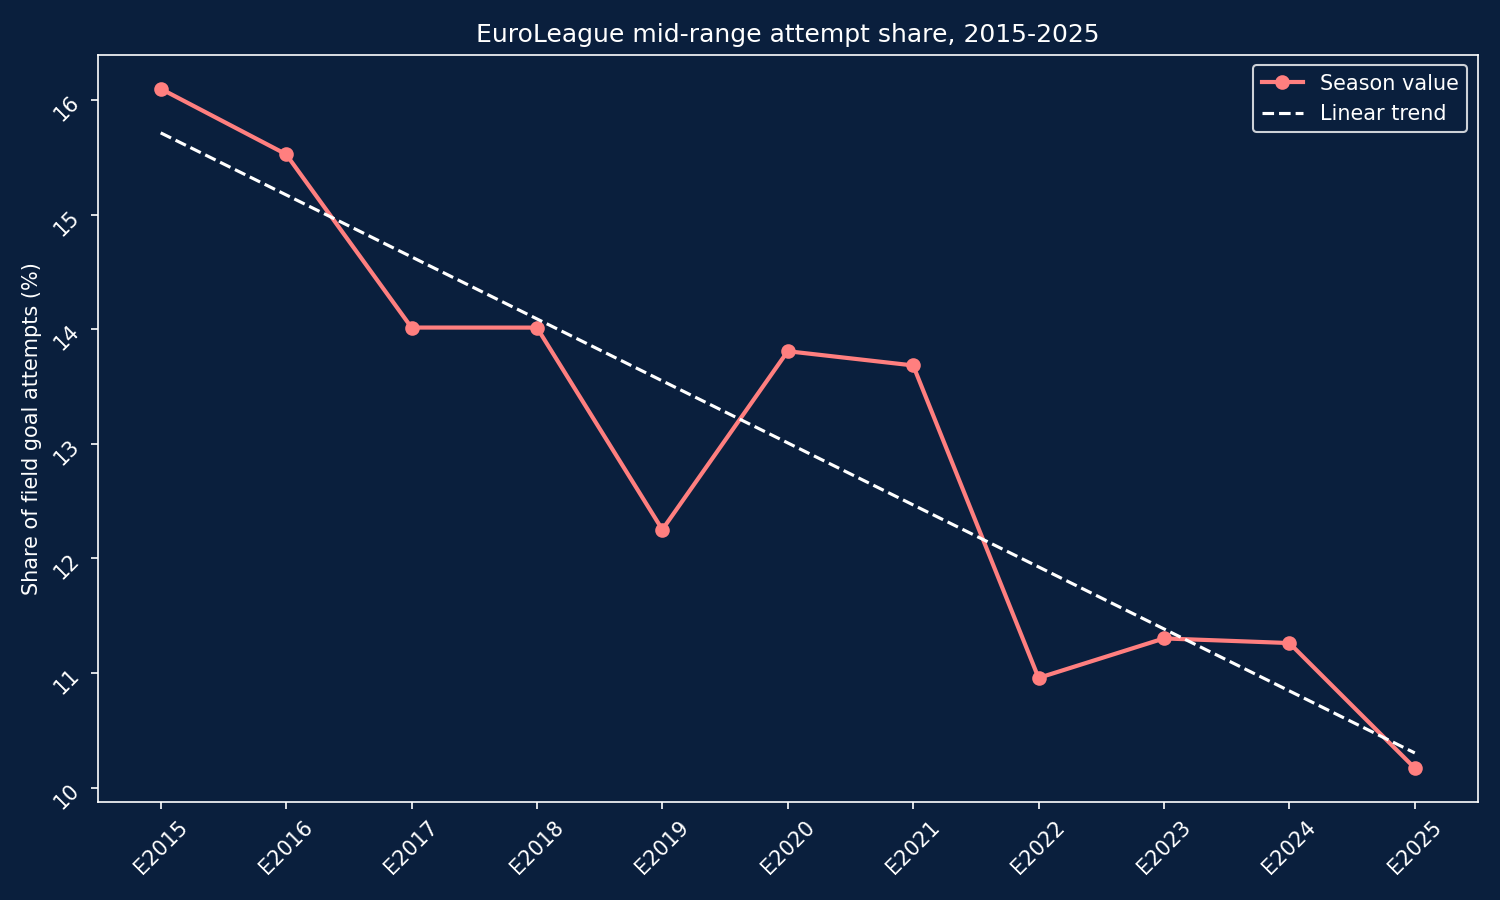 EuroLeague mid-range attempt share, 2015-2025
Season value
Linear trend
Share of field goal attempts (%)
16
15
14
13
12
11
10
E2015
E2016
E2017
E2018
E2019
E2020
E2021
E2022
E2023
E2024
E2025